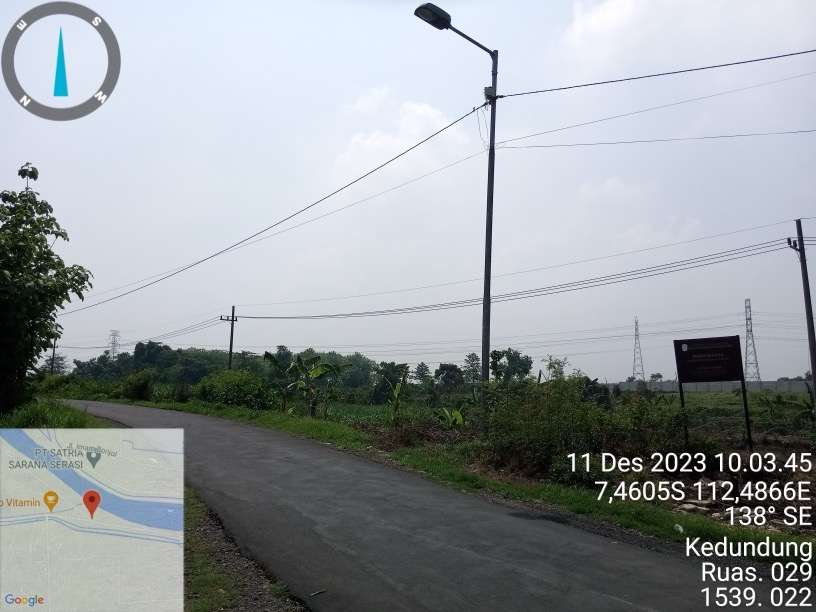 E
S
N
W
Jl. Imam Bonjol
PT SATRIA
SARANA SERASI
o Vitamin
Google
11 Des 2023 10.03.45
7,4605S 112,4866E
138° SE
Kedundung
Ruas. 029
1539. 022